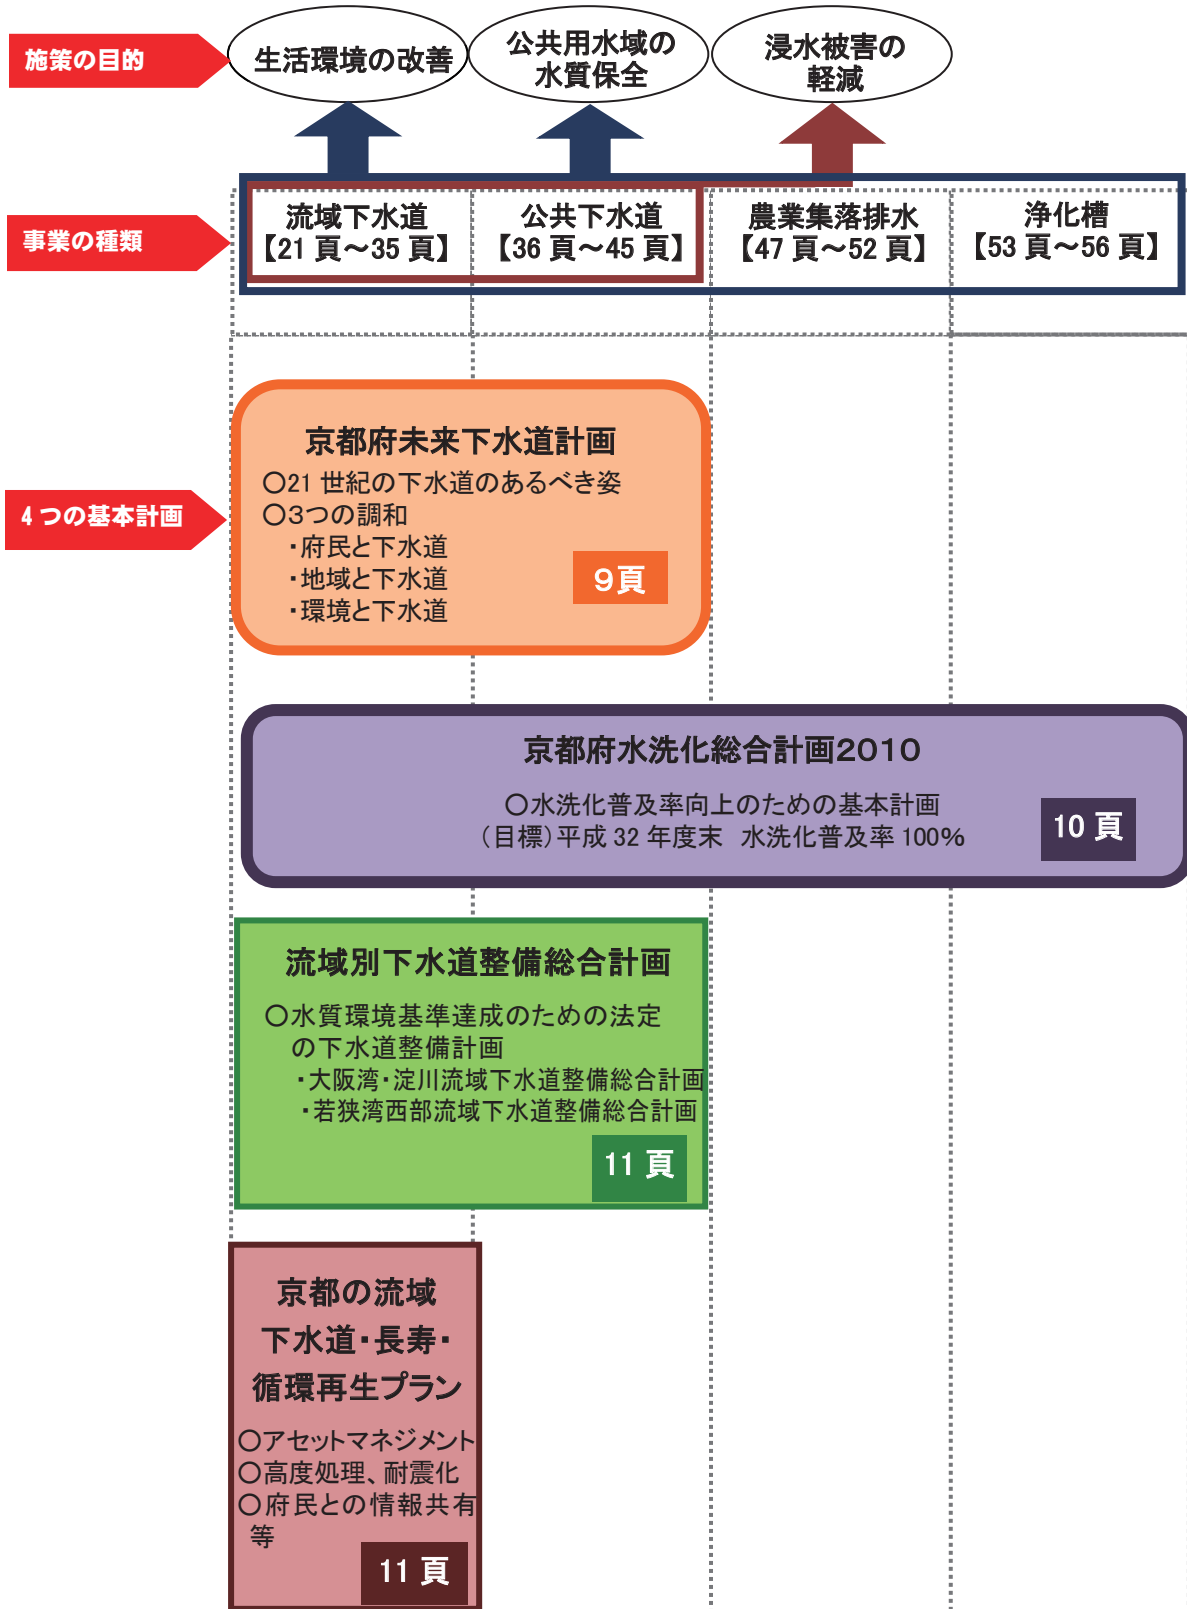 施策の目的
生活環境の改善
公共用水域の
水質保全
浸水被害の
軽減
事業の種類
流域下水道
【21 頁～35 頁】
公共下水道
【36 頁～45 頁】
農業集落排水
【47 頁～52 頁】
浄化槽
【53 頁～56 頁】
4 つの基本計画
京都府未来下水道計画
○21 世紀の下水道のあるべき姿
○3つの調和
・府民と下水道
・地域と下水道
・環境と下水道
9頁
京都府水洗化総合計画2010
○水洗化普及率向上のための基本計画
（目標）平成 32 年度末 水洗化普及率 100%
10 頁
流域別下水道整備総合計画
○水質環境基準達成のための法定
の下水道整備計画
・大阪湾・淀川流域下水道整備総合計画
・若狭湾西部流域下水道整備総合計画
11 頁
京都の流域
下水道・長寿・
循環再生プラン
○アセットマネジメント
○高度処理、耐震化
○府民との情報共有
等
11 頁